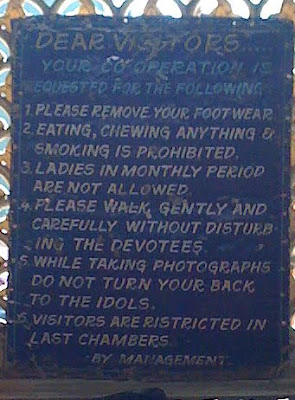 DEAR VISITORS.....
YOUR CO-OPERATION IS
REQUESTED FOR THE FOLLOWING
1. PLEASE REMOVE YOUR FOOTWEAR
2. EATING, CHEWING ANYTHING &
SMOKING IS PROHIBITED.
3. LADIES IN MONTHLY PERIOD
ARE NOT ALLOWED.
4. PLEASE WALK, GENTLY AND
CAREFULLY WITHOUT DISTURB
ING THE DEVOTEES.
5. WHILE TAKING PHOTOGRAPHS
DO NOT TURN YOUR BACK
TO THE IDOLS.
6. VISITORS ARE RISTRICTED IN
LAST CHAMBERS.
- BY MANAGEMENT